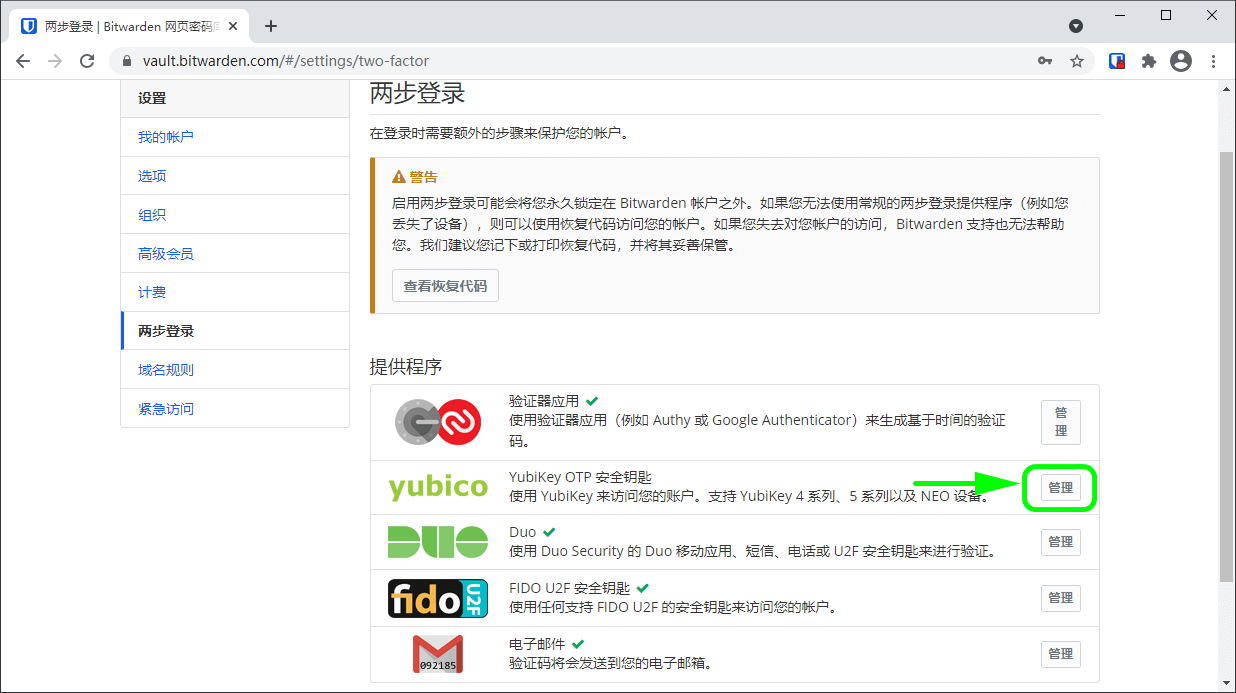 两步登录 | Bitwarden 网页密码库
vault.bitwarden.com/#/settings/two-factor
设置
我的帐户
选项
组织
高级会员
计费
两步登录
域名规则
紧急访问
两步登录
在登录时需要额外的步骤来保护您的帐户。
警告
启用两步登录可能会将您永久锁定在 Bitwarden 帐户之外。如果您无法使用常规的两步登录提供程序（例如您
丢失了设备），则可以使用恢复代码访问您的帐户。如果您失去对您帐户的访问，Bitwarden 支持也无法帮助
您。我们建议您记下或打印恢复代码，并将其妥善保管。
查看恢复代码
提供程序
验证器应用
使用验证器应用（例如 Authy 或 Google Authenticator）来生成基于时间的验证
码。
管
理
yubico
YubiKey OTP 安全钥匙
使用 YubiKey 来访问您的账户。支持 YubiKey 4 系列、5 系列以及 NEO 设备。
管理
DUO
Duo
使用 Duo Security 的 Duo 移动应用、短信、电话或 U2F 安全钥匙来进行验证。
管理
fido U2F
FIDO U2F 安全钥匙
使用任何支持 FIDO U2F 的安全钥匙来访问您的帐户。
管理
092185
电子邮件
验证码将会发送到您的电子邮箱。
管理